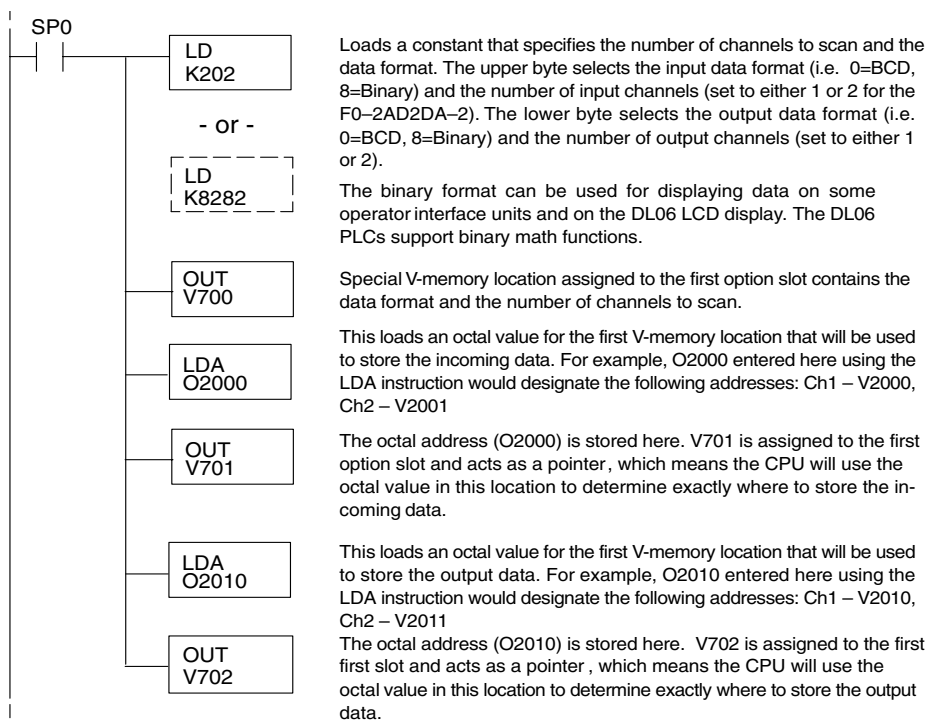 SP0
LD
K202
Loads a constant that specifies the number of channels to scan and the
data format. The upper byte selects the input data format (i.e. 0=BCD,
8=Binary) and the number of input channels (set to either 1 or 2 for the
F0–2AD2DA–2). The lower byte selects the output data format (i.e.
0=BCD, 8=Binary) and the number of output channels (set to either 1
or 2).
- or -
LD
K8282
The binary format can be used for displaying data on some
operator interface units and on the DL06 LCD display. The DL06
PLCs support binary math functions.
OUT
V700
Special V-memory location assigned to the first option slot contains the
data format and the number of channels to scan.
LDA
O2000
This loads an octal value for the first V-memory location that will be used
to store the incoming data. For example, O2000 entered here using the
LDA instruction would designate the following addresses: Ch1 – V2000,
Ch2 – V2001
OUT
V701
The octal address (O2000) is stored here. V701 is assigned to the first
option slot and acts as a pointer, which means the CPU will use the
octal value in this location to determine exactly where to store the in-
coming data.
LDA
O2010
This loads an octal value for the first V-memory location that will be used
to store the output data. For example, O2010 entered here using the
LDA instruction would designate the following addresses: Ch1 – V2010,
Ch2 – V2011
OUT
V702
The octal address (O2010) is stored here. V702 is assigned to the first
first slot and acts as a pointer , which means the CPU will use the
octal value in this location to determine exactly where to store the output
data.